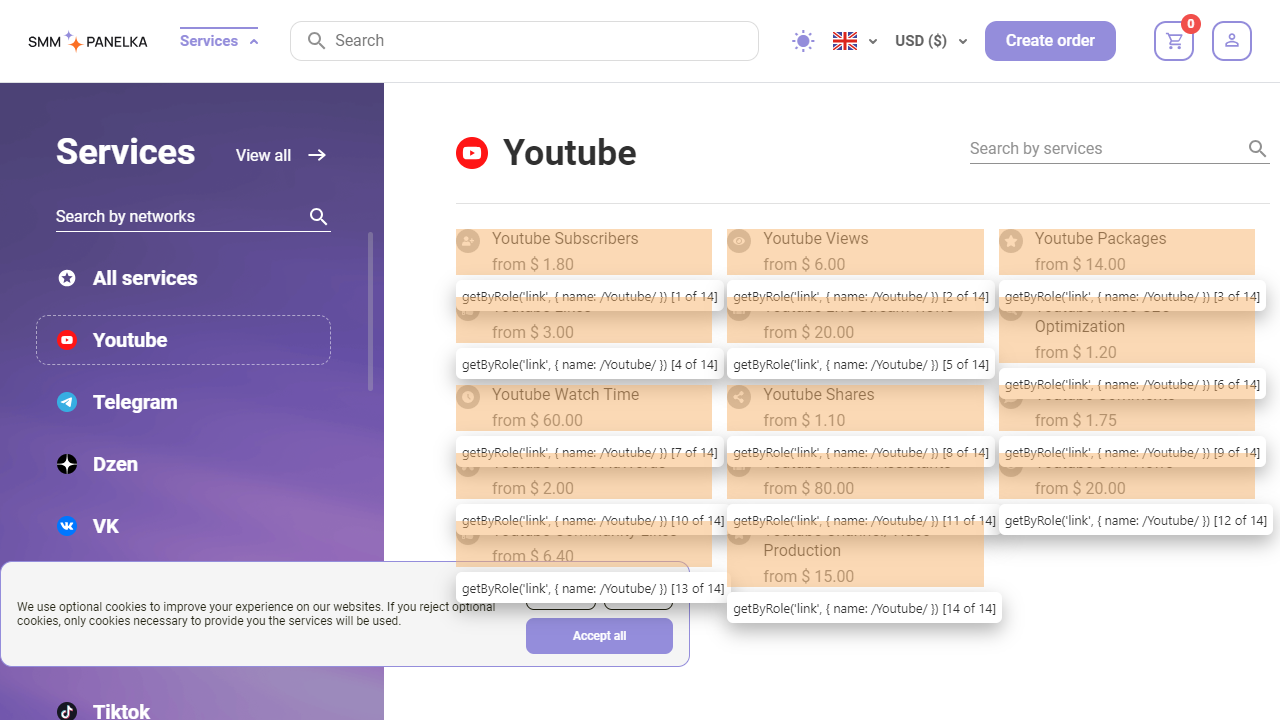 SMM PANELKA
Services
Search
USD ($)
Create order
0
Services
View all
Search by networks
All services
Youtube
Telegram
Dzen
VK
Tiktok
Youtube
Search by services
Youtube Subscribers
from $ 1.80
getByRole('link', { name: /Youtube/ }) [1 of 14]
Youtube Views
from $ 6.00
getByRole('link', { name: /Youtube/ }) [2 of 14]
Youtube Packages
from $ 14.00
getByRole('link', { name: /Youtube/ }) [3 of 14]
from $ 3.00
getByRole('link', { name: /Youtube/ }) [4 of 14]
from $ 20.00
getByRole('link', { name: /Youtube/ }) [5 of 14]
Optimization
from $ 1.20
getByRole('link', { name: /Youtube/ }) [6 of 14]
Youtube Watch Time
from $ 60.00
getByRole('link', { name: /Youtube/ }) [7 of 14]
Youtube Shares
from $ 1.10
getByRole('link', { name: /Youtube/ }) [8 of 14]
from $ 1.75
getByRole('link', { name: /Youtube/ }) [9 of 14]
from $ 2.00
getByRole('link', { name: /Youtube/ }) [10 of 14]
from $ 80.00
getByRole('link', { name: /Youtube/ }) [11 of 14]
from $ 20.00
getByRole('link', { name: /Youtube/ }) [12 of 14]
from $ 6.40
getByRole('link', { name: /Youtube/ }) [13 of 14]
Production
from $ 15.00
getByRole('link', { name: /Youtube/ }) [14 of 14]
We use optional cookies to improve your experience on our websites. If you reject optional
cookies, only cookies necessary to provide you the services will be used.
Accept all